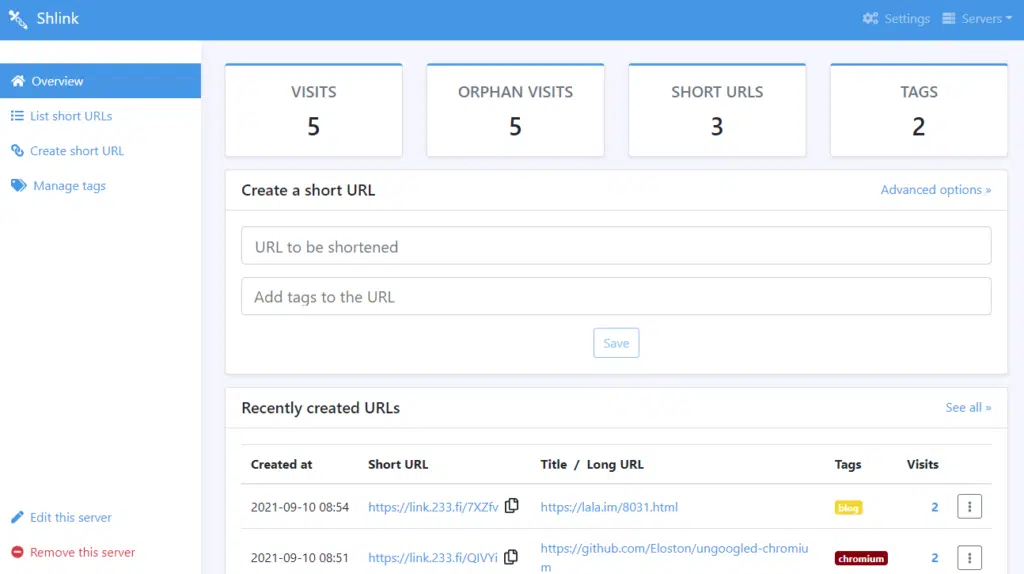 Shlink
Settings Servers
Overview
List short URLs
Create short URL
Manage tags
Edit this server
Remove this server
VISITS
5
ORPHAN VISITS
5
SHORT URLS
3
TAGS
2
Create a short URL Advanced options »
URL to be shortened
Add tags to the URL
Save
Recently created URLs See all »
Created at Short URL Title / Long URL Tags Visits
2021-09-10 08:54 https://link.233.fi/7XZfv https://lala.im/8031.html blog 2
2021-09-10 08:51 https://link.233.fi/QIVYi https://github.com/Eloston/ungoogled-chromiu chromium 2
m